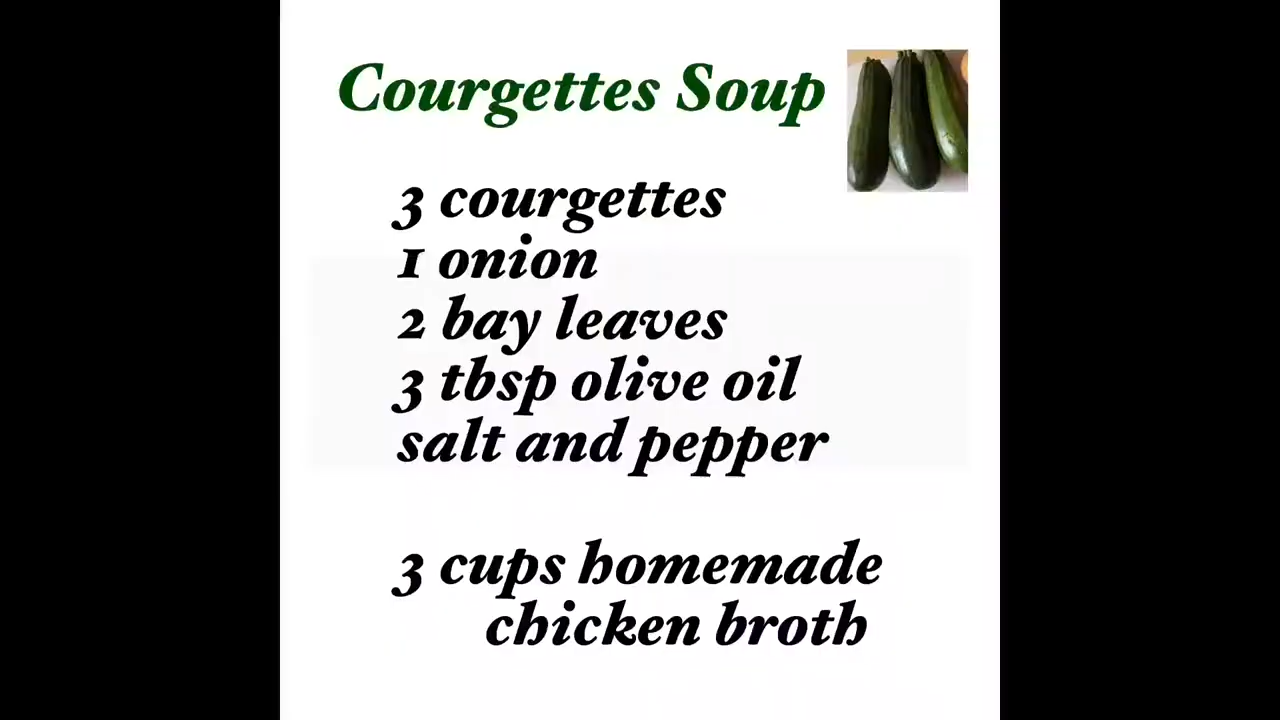 Courgettes Soup
3 courgettes
1 onion
2 bay leaves
3 tbsp olive oil
salt and pepper
3 cups homemade
chicken broth